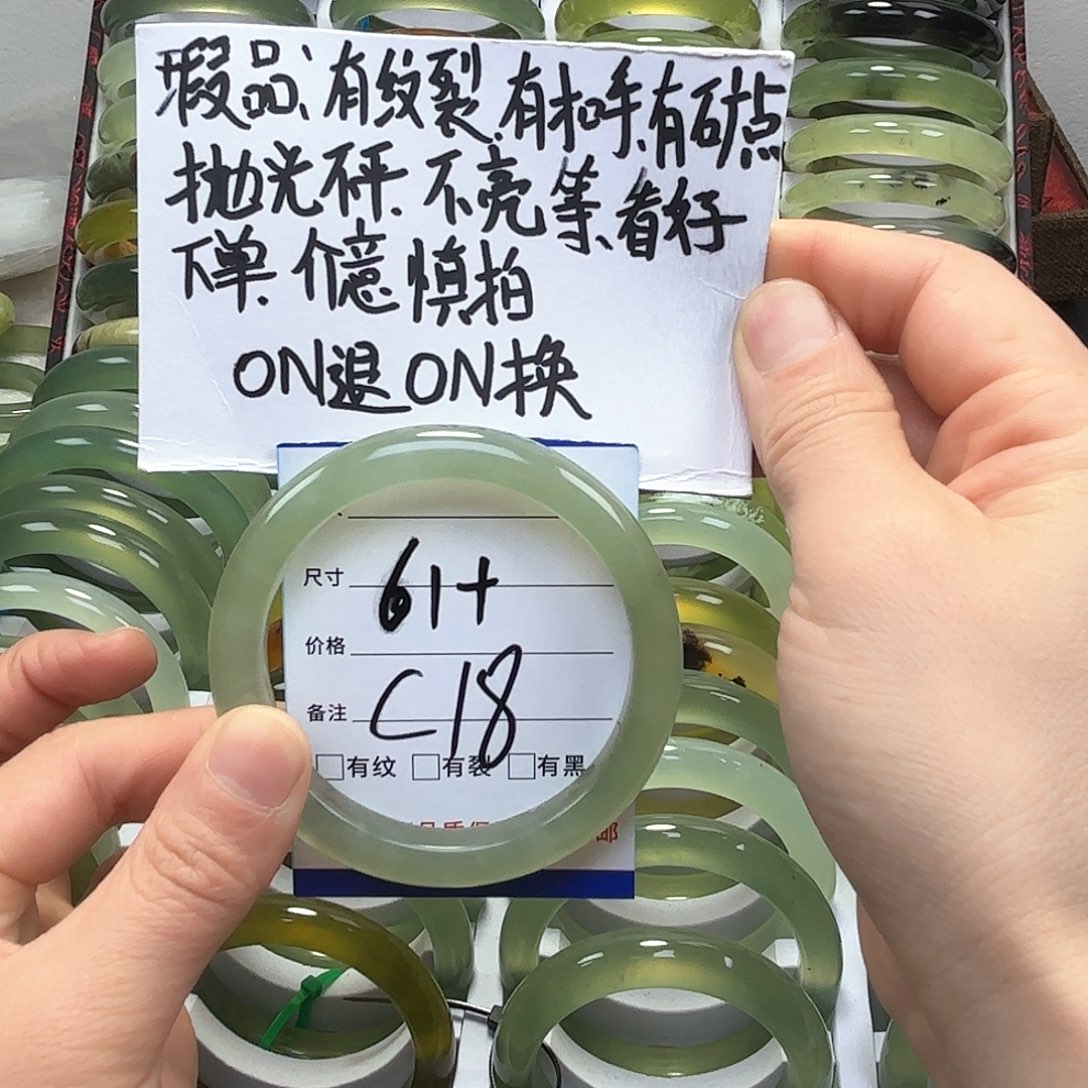 瑕品、有纹裂、有扣手、有砂点
抛光砰、不亮等、看好
下单、介意慎拍
ON退ON换
尺寸 61+
价格
备注 C18
□有纹 □有裂 □有黑